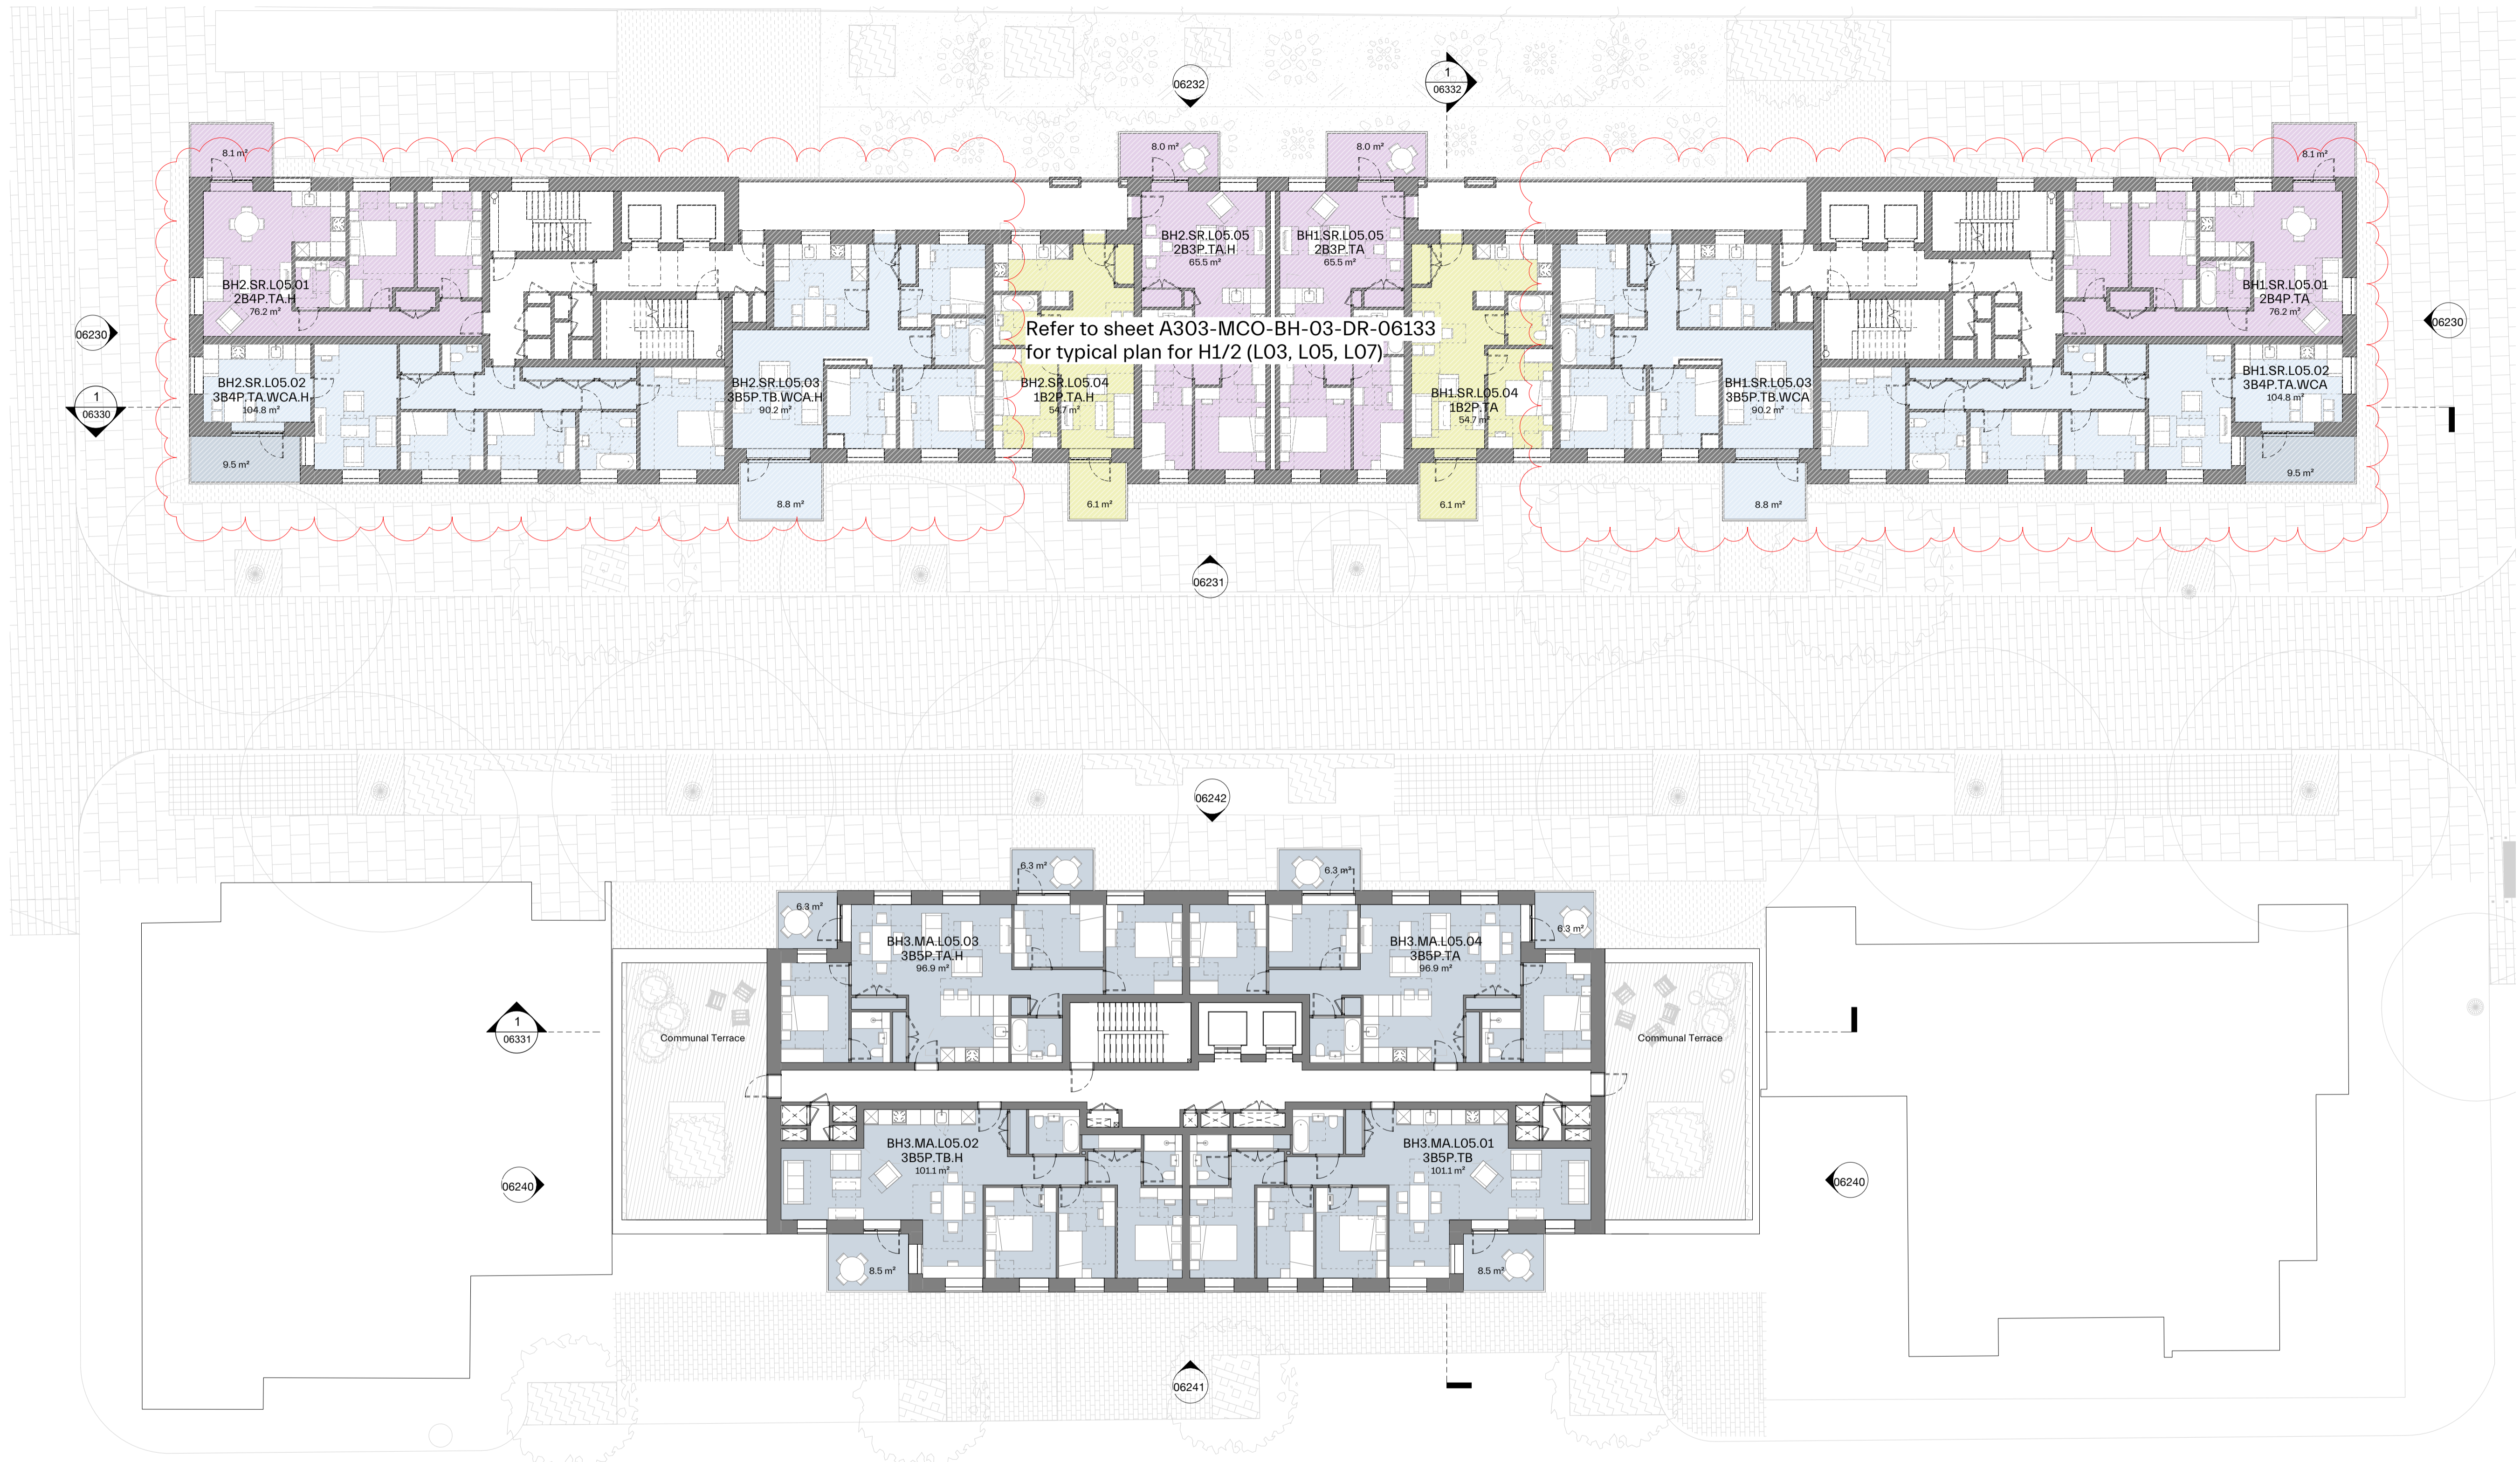 06232
1
06332
8.1 m²
8.0 m²
8.0 m²
8.1 m²
BH2.SR.L05.01
2B4P.TA.H
76.2 m²
BH2.SR.L05.05
2B3P.TA.H
65.5 m²
BH1.SR.L05.05
2B3P.TA
65.5 m²
BH1.SR.L05.01
2B4P.TA
76.2 m²
06230
06230
Refer to sheet A303-MCO-BH-03-DR-06133
for typical plan for H1/2 (L03, L05, L07)
1
06330
BH2.SR.L05.02
3B4P.TA.WCA.H
104.8 m²
BH2.SR.L05.03
3B5P.TB.WCA.H
90.2 m²
BH2.SR.L05.04
1B2P.TA.H
54.7 m²
BH1.SR.L05.04
1B2P.TA
54.7 m²
BH1.SR.L05.03
3B5P.TB.WCA
90.2 m²
BH1.SR.L05.02
3B4P.TA.WCA
104.8 m²
9.5 m²
8.8 m²
6.1 m²
6.1 m²
8.8 m²
9.5 m²
06231
06242
6.3 m²
6.3 m²
6.3 m²
6.3 m²
BH3.MA.L05.03
3B5P.TA.H
96.9 m²
BH3.MA.L05.04
3B5P.TA
96.9 m²
1
06331
Communal Terrace
Communal Terrace
BH3.MA.L05.02
3B5P.TB.H
101.1 m²
BH3.MA.L05.01
3B5P.TB
101.1 m²
06240
06240
8.5 m²
8.5 m²
06241